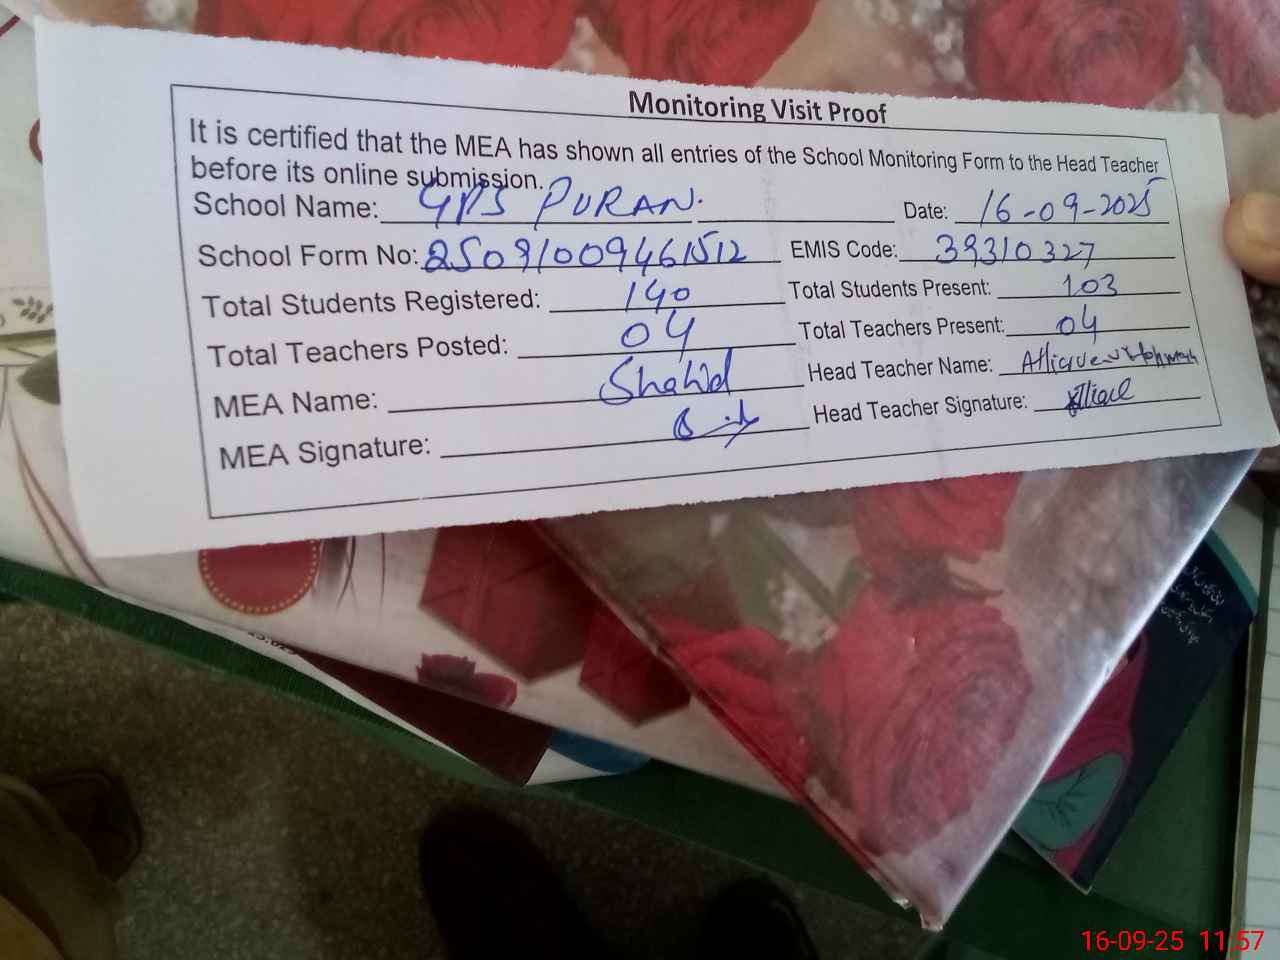 Monitoring Visit Proof
It is certified that the MEA has shown all entries of the School Monitoring Form to the Head Teacher
before its online submission.
School Name: GPS PURAN. Date: 16-09-2025
School Form No: 25091009461512 EMIS Code: 39310327
Total Students Registered: 140 Total Students Present: 103
Total Teachers Posted: 04 Total Teachers Present: 04
MEA Name: Shahid Head Teacher Name:
MEA Signature: Head Teacher Signature:
16-09-25 11:57